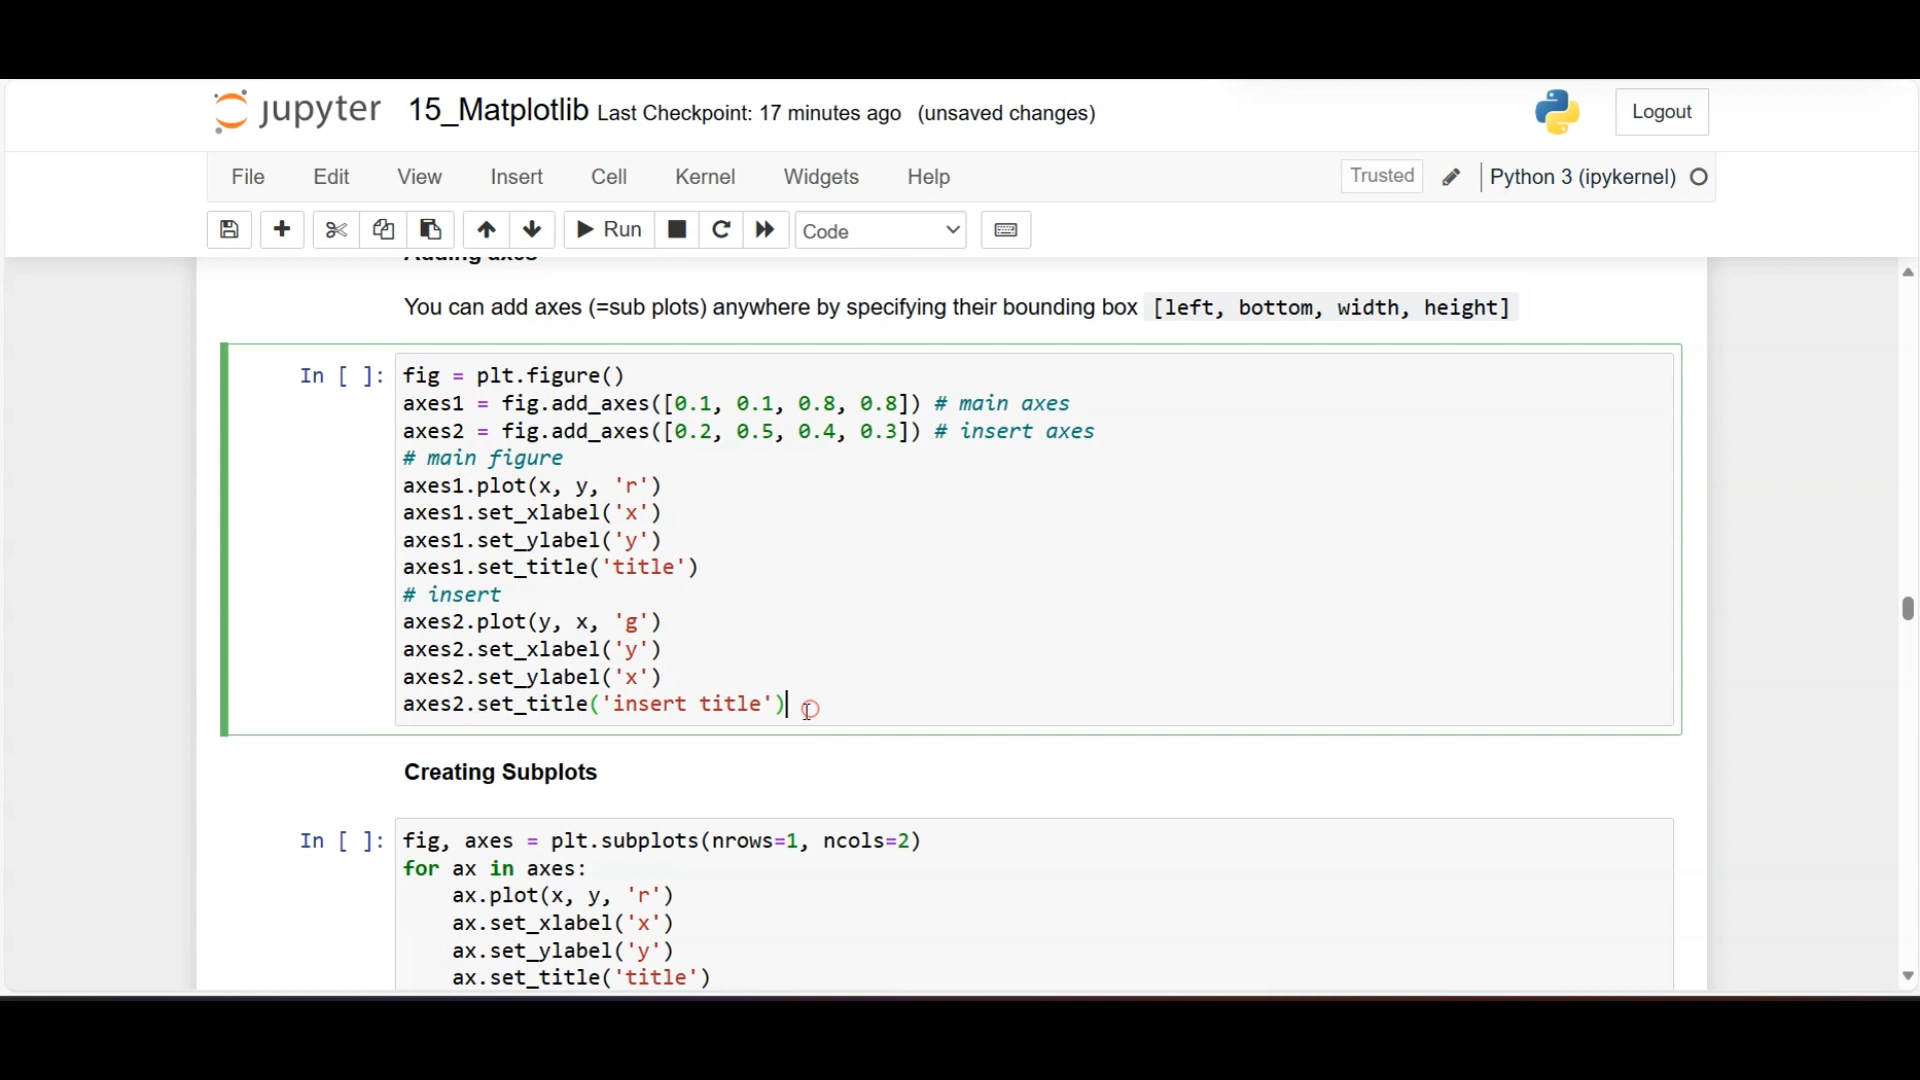 jupyter 15_Matplotlib Last Checkpoint: 17 minutes ago (unsaved changes) Logout
File Edit View Insert Cell Kernel Widgets Help Trusted Python 3 (ipykernel)
Run Code
Adding axes
You can add axes (=sub plots) anywhere by specifying their bounding box [left, bottom, width, height]
In [ ]: fig = plt.figure()
axes1 = fig.add_axes([0.1, 0.1, 0.8, 0.8]) # main axes
axes2 = fig.add_axes([0.2, 0.5, 0.4, 0.3]) # insert axes
# main figure
axes1.plot(x, y, 'r')
axes1.set_xlabel('x')
axes1.set_ylabel('y')
axes1.set_title('title')
# insert
axes2.plot(y, x, 'g')
axes2.set_xlabel('y')
axes2.set_ylabel('x')
axes2.set_title('insert title')
Creating Subplots
In [ ]: fig, axes = plt.subplots(nrows=1, ncols=2)
for ax in axes:
    ax.plot(x, y, 'r')
    ax.set_xlabel('x')
    ax.set_ylabel('y')
    ax.set_title('title')